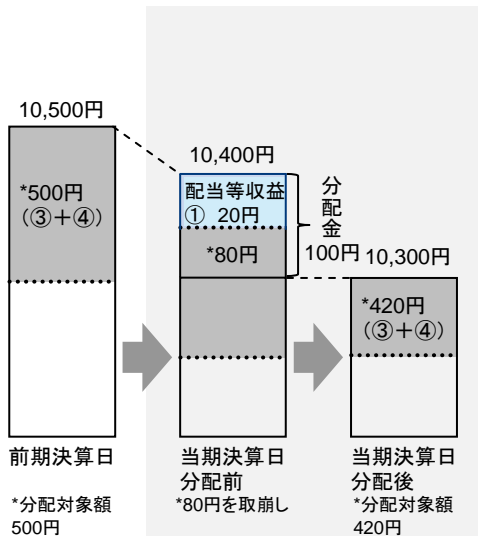 10,500円
*500円
(③+④)
前期決算日
*分配対象額
500円
10,400円
配当等収益
① 20円
*80円
分配金
100円
当期決算日
分配前
*80円を取崩し
10,300円
*420円
(③+④)
当期決算日
分配後
*分配対象額
420円